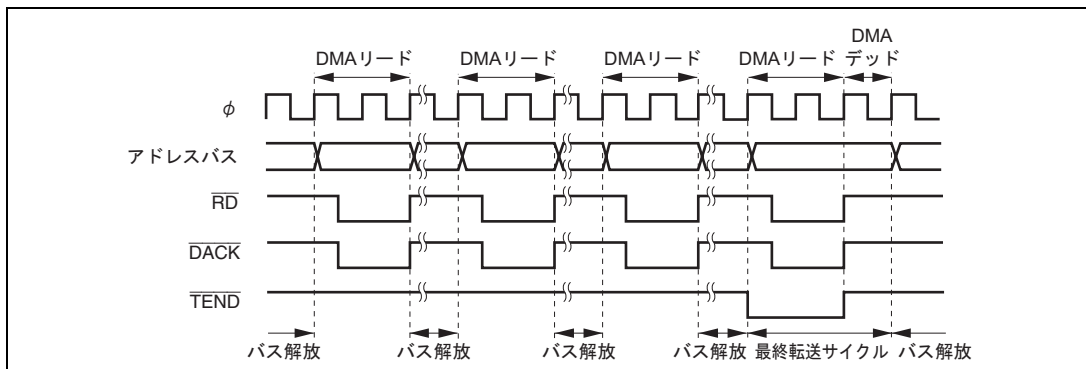 DMA
DMAリード DMAリード DMAリード DMAリード デッド
φ
アドレスバス
RD
DACK
TEND
バス解放 バス解放 バス解放 バス解放 最終転送サイクル バス解放